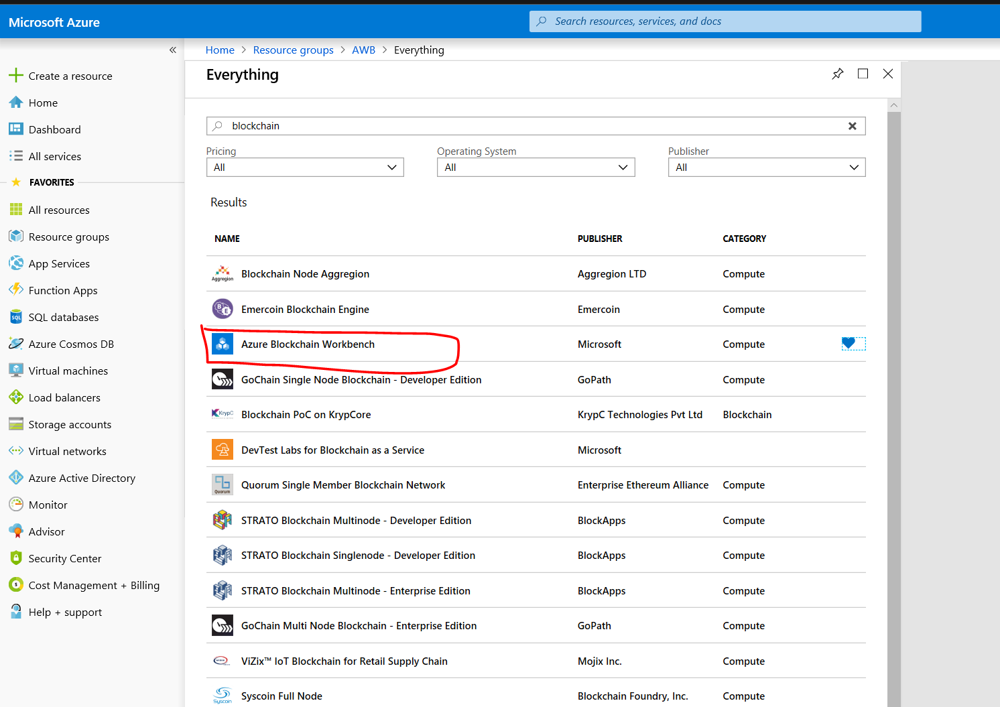 Microsoft Azure
Search resources, services, and docs
«
Home > Resource groups > AWB > Everything
Everything
Create a resource
Home
Dashboard
All services
FAVORITES
All resources
Resource groups
App Services
Function Apps
SQL databases
Azure Cosmos DB
Virtual machines
Load balancers
Storage accounts
Virtual networks
Azure Active Directory
Monitor
Advisor
Security Center
Cost Management + Billing
Help + support
blockchain
Pricing Operating System Publisher
All All All
Results
NAME PUBLISHER CATEGORY
Aggregion Blockchain Node Aggregion Aggregion LTD Compute
B E Emercoin Blockchain Engine Emercoin Compute
Azure Blockchain Workbench Microsoft Compute
GoChain Single Node Blockchain - Developer Edition GoPath Compute
KrypC Blockchain PoC on KrypCore KrypC Technologies Pvt Ltd Blockchain
DevTest Labs for Blockchain as a Service Microsoft
Quorum Quorum Single Member Blockchain Network Enterprise Ethereum Alliance Compute
STRATO Blockchain Multinode - Developer Edition BlockApps Compute
STRATO Blockchain Singlenode - Developer Edition BlockApps Compute
STRATO Blockchain Multinode - Enterprise Edition BlockApps Compute
GoChain Multi Node Blockchain - Enterprise Edition GoPath Compute
ViZix™ IoT Blockchain for Retail Supply Chain Mojix Inc. Compute
Syscoin Syscoin Full Node Blockchain Foundry, Inc. Compute